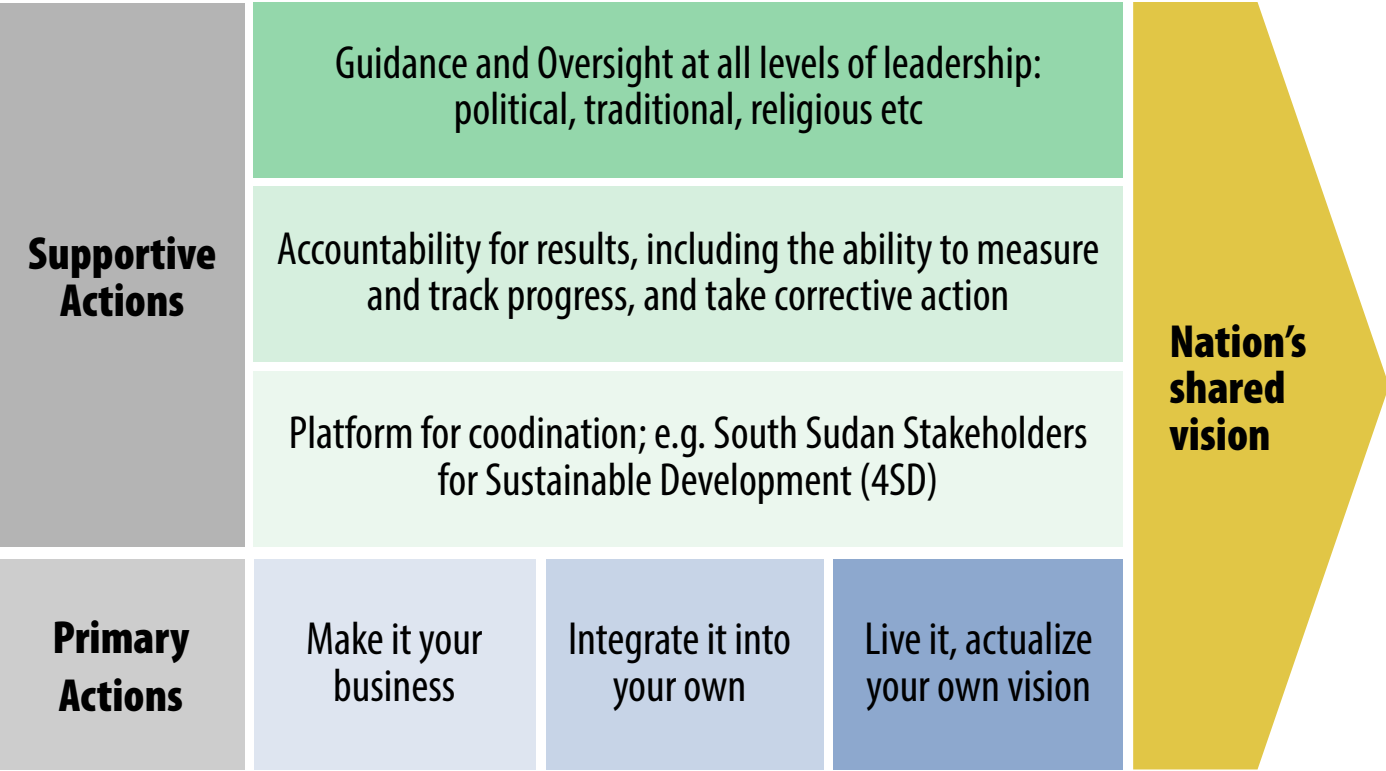 Guidance and Oversight at all levels of leadership:
political, traditional, religious etc
Supportive
Actions
Accountability for results, including the ability to measure
and track progress, and take corrective action
Platform for coodination; e.g. South Sudan Stakeholders
for Sustainable Development (4SD)
Primary
Actions
Make it your
business
Integrate it into
your own
Live it, actualize
your own vision
Nation’s
shared
vision